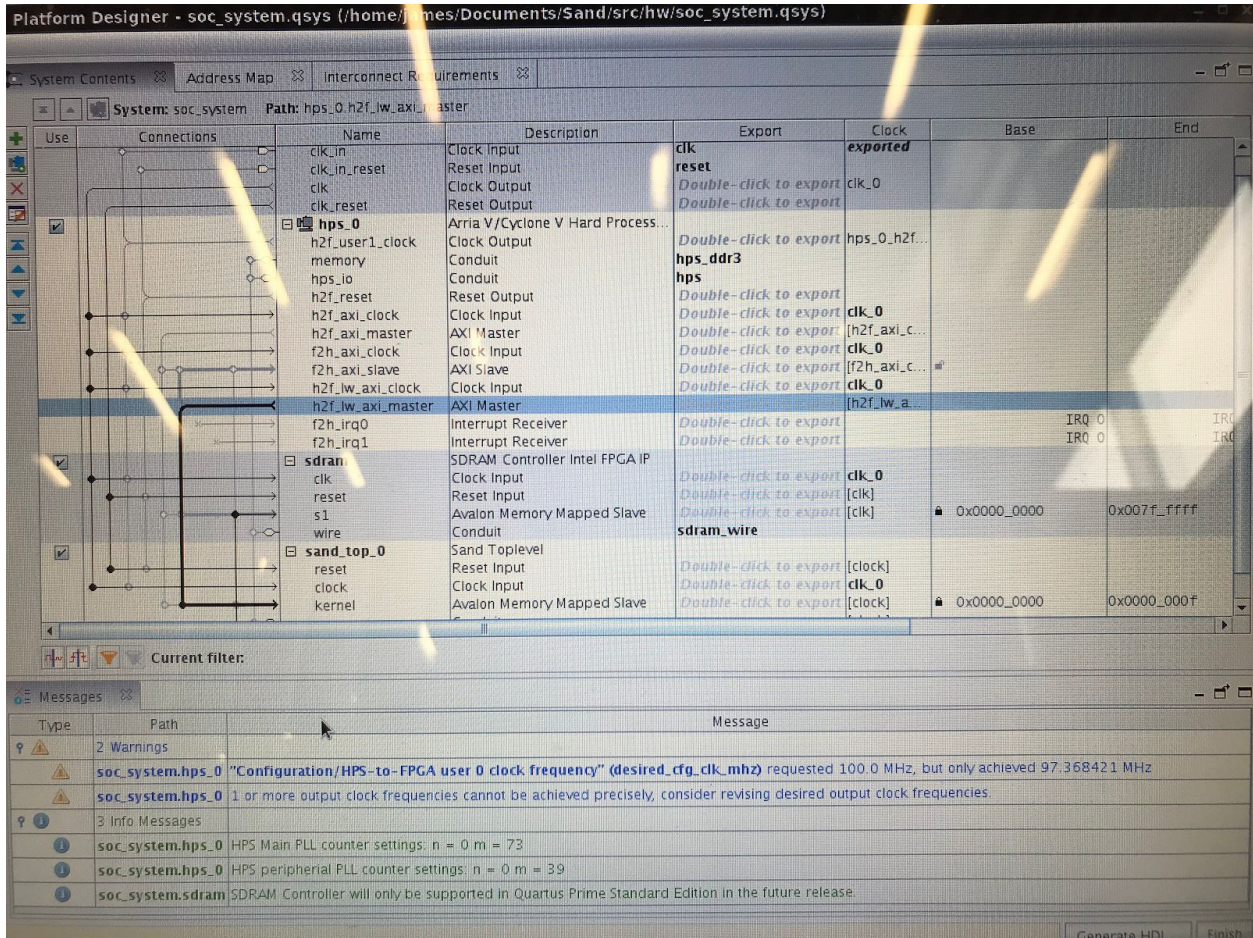 Platform Designer - soc_system.qsys (/home/james/Documents/Sand/src/hw/soc_system.qsys)
System Contents Address Map Interconnect Requirements
System: soc_system Path: hps_0.h2f_lw_axi_master
Use Connections Name Description Export Clock Base End
clk_in Clock Input clk exported
clk_in_reset Reset Input reset
clk Clock Output Double-click to export clk_0
clk_reset Reset Output Double-click to export
hps_0 Arria V/Cyclone V Hard Process...
h2f_user1_clock Clock Output Double-click to export hps_0_h2f...
memory Conduit hps_ddr3
hps_io Conduit hps
h2f_reset Reset Output Double-click to export
h2f_axi_clock Clock Input Double-click to export clk_0
h2f_axi_master AXI Master Double-click to export [h2f_axi_c...
f2h_axi_clock Clock Input Double-click to export clk_0
f2h_axi_slave AXI Slave Double-click to export [f2h_axi_c...
h2f_lw_axi_clock Clock Input Double-click to export clk_0
h2f_lw_axi_master AXI Master Double-click to export [h2f_lw_a...
f2h_irq0 Interrupt Receiver Double-click to export IRQ 0 IRQ
f2h_irq1 Interrupt Receiver Double-click to export IRQ 0 IRQ
sdram SDRAM Controller Intel FPGA IP
clk Clock Input Double-click to export clk_0
reset Reset Input Double-click to export [clk]
s1 Avalon Memory Mapped Slave Double-click to export [clk] 0x0000_0000 0x007f_ffff
wire Conduit sdram_wire
sand_top_0 Sand Toplevel
reset Reset Input Double-click to export [clock]
clock Clock Input Double-click to export clk_0
kernel Avalon Memory Mapped Slave Double-click to export [clock] 0x0000_0000 0x0000_000f
Current filter:
Messages
Type Path Message
2 Warnings
soc_system.hps_0 "Configuration/HPS-to-FPGA user 0 clock frequency" (desired_cfg_clk_mhz) requested 100.0 MHz, but only achieved 97.368421 MHz
soc_system.hps_0 1 or more output clock frequencies cannot be achieved precisely, consider revising desired output clock frequencies.
3 Info Messages
soc_system.hps_0 HPS Main PLL counter settings: n = 0 m = 73
soc_system.hps_0 HPS peripherial PLL counter settings: n = 0 m = 39
soc_system.sdram SDRAM Controller will only be supported in Quartus Prime Standard Edition in the future release.
Generate HDL... Finish